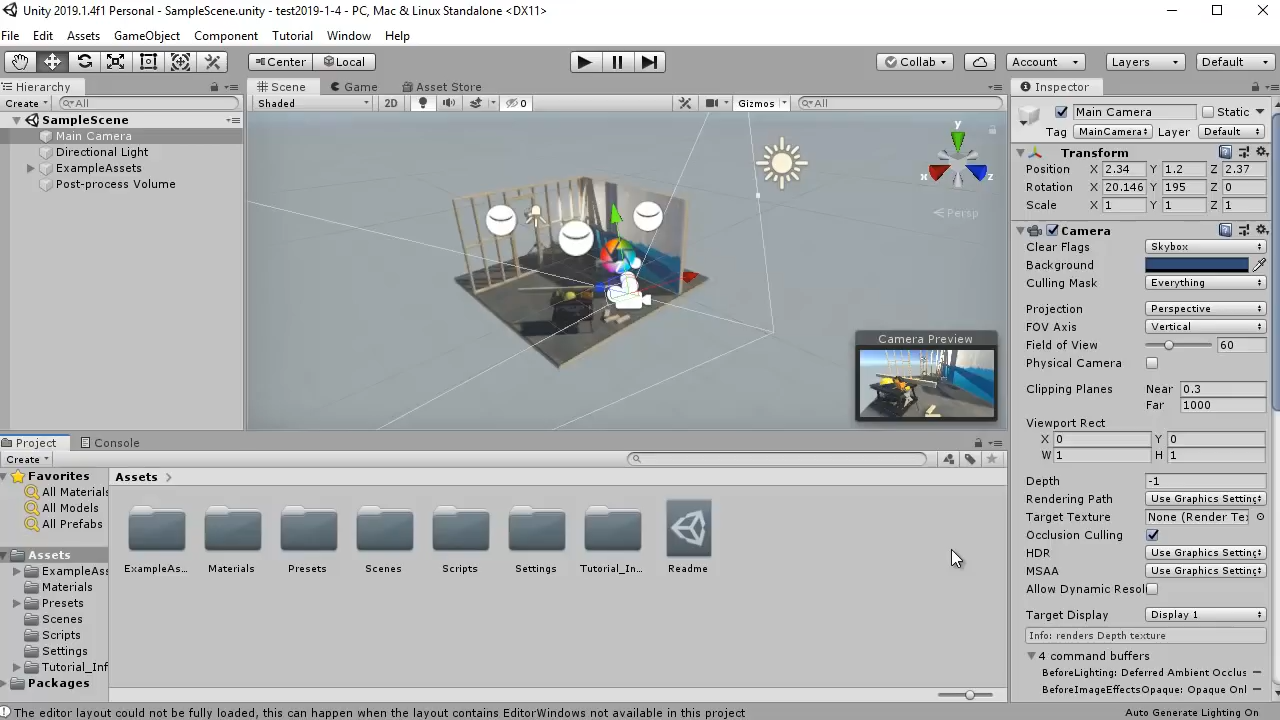 Unity 2019.1.4f1 Personal - SampleScene.unity - test2019-1-4 - PC, Mac & Linux Standalone <DX11>
File Edit Assets GameObject Component Tutorial Window Help
Center Local Collab Account Layers Default
Hierarchy
Create All
SampleScene
Main Camera
Directional Light
ExampleAssets
Post-process Volume
Scene Game Asset Store
Shaded 2D 0 Gizmos All
y
x z
Persp
Camera Preview
Inspector
Main Camera Static
Tag MainCamera Layer Default
Transform
Position X 2.34 Y 1.2 Z 2.37
Rotation X 20.146 Y 195 Z 0
Scale X 1 Y 1 Z 1
Camera
Clear Flags Skybox
Background
Culling Mask Everything
Projection Perspective
FOV Axis Vertical
Field of View 60
Physical Camera
Clipping Planes Near 0.3
Far 1000
Viewport Rect
X 0 Y 0
W 1 H 1
Depth -1
Rendering Path Use Graphics Setting
Target Texture None (Render Te:
Occlusion Culling
HDR Use Graphics Setting
MSAA Use Graphics Setting
Allow Dynamic Resol
Target Display Display 1
Info: renders Depth texture
4 command buffers
BeforeLighting: Deferred Ambient Occlus
BeforeImageEffectsOpaque: Opaque Onl
Project Console
Create
Favorites
All Materials
All Models
All Prefabs
Assets
ExampleAss
Materials
Presets
Scenes
Scripts
Settings
Tutorial_Inf
Packages
Assets
ExampleAs... Materials Presets Scenes Scripts Settings Tutorial_In... Readme
The editor layout could not be fully loaded, this can happen when the layout contains EditorWindows not available in this project
Auto Generate Lighting On